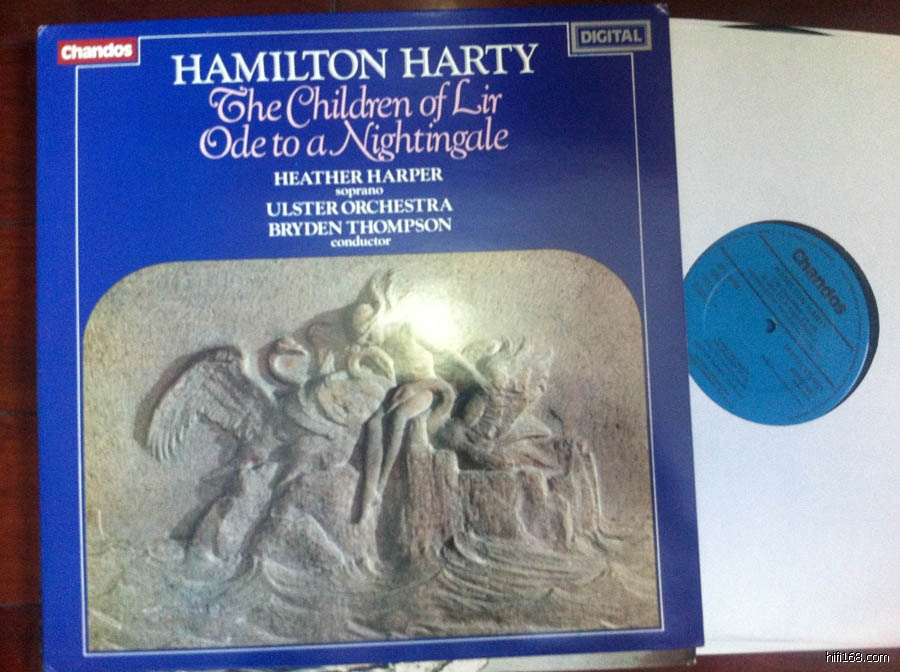 Chandos
DIGITAL
HAMILTON HARTY
The Children of Lir
Ode to a Nightingale
HEATHER HARPER
soprano
ULSTER ORCHESTRA
BRYDEN THOMPSON
conductor
Chandos
hifi168.com